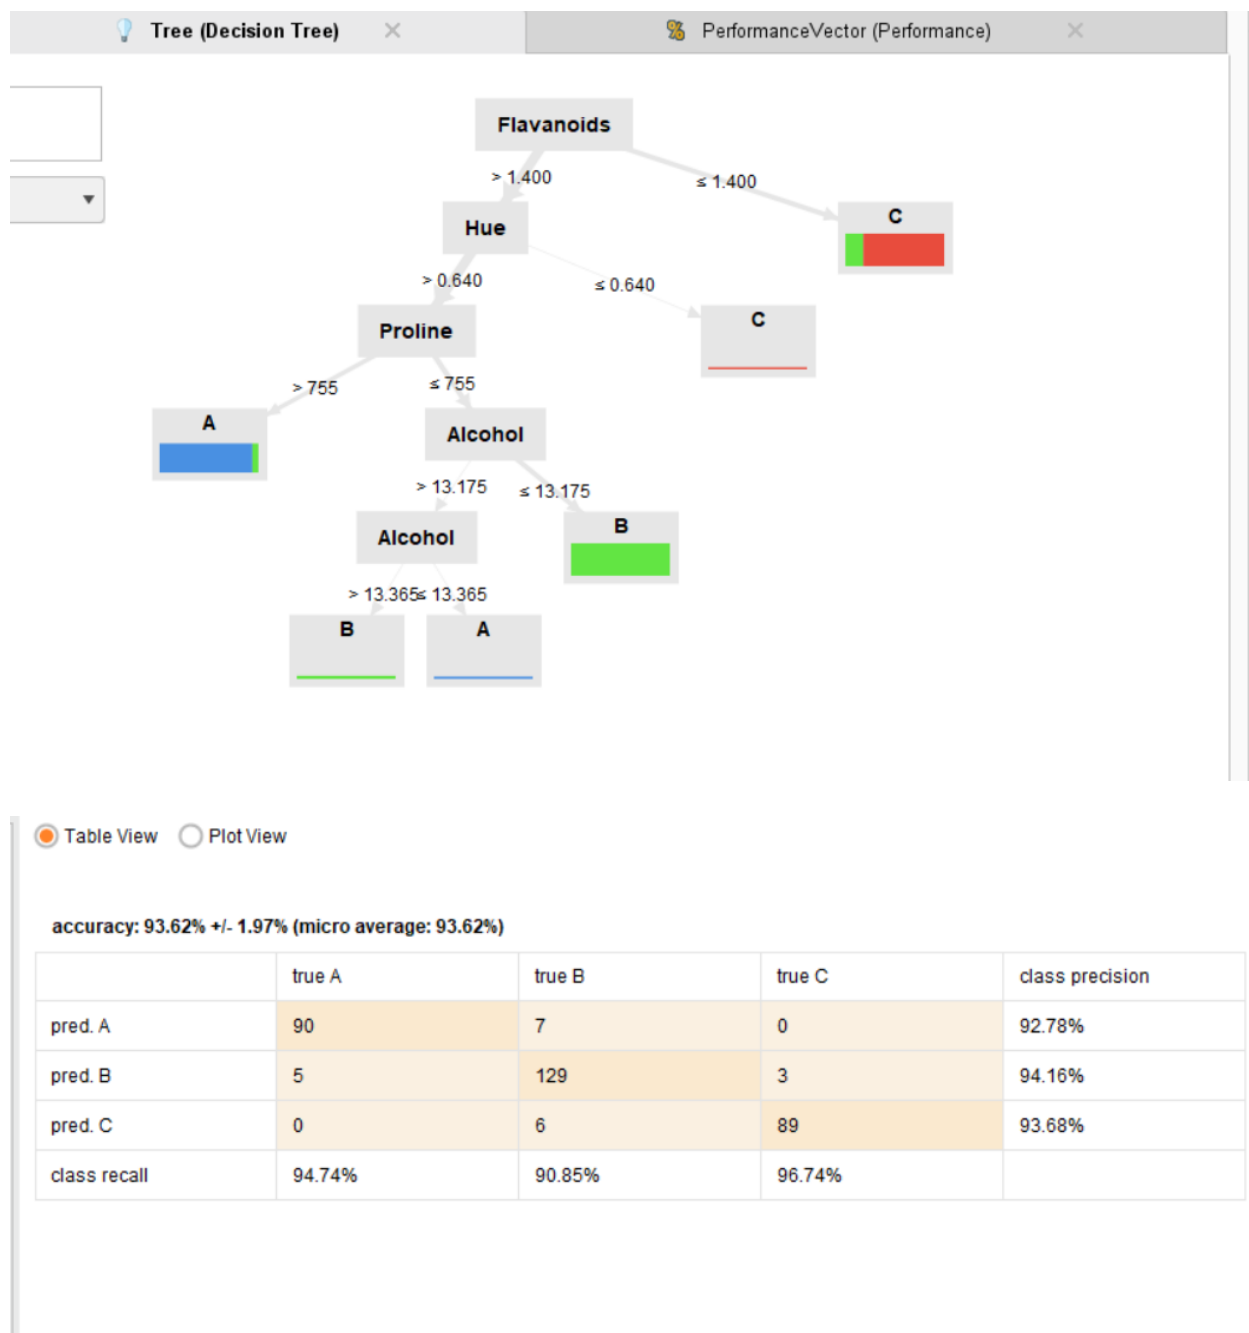 Tree (Decision Tree) PerformanceVector (Performance)
Flavanoids
> 1.400 ≤ 1.400
Hue C
> 0.640 ≤ 0.640
Proline C
> 755 ≤ 755
A Alcohol
> 13.175 ≤ 13.175
Alcohol B
> 13.365 ≤ 13.365
B A
Table View Plot View
accuracy: 93.62% +/- 1.97% (micro average: 93.62%)
true A true B true C class precision
pred. A 90 7 0 92.78%
pred. B 5 129 3 94.16%
pred. C 0 6 89 93.68%
class recall 94.74% 90.85% 96.74%